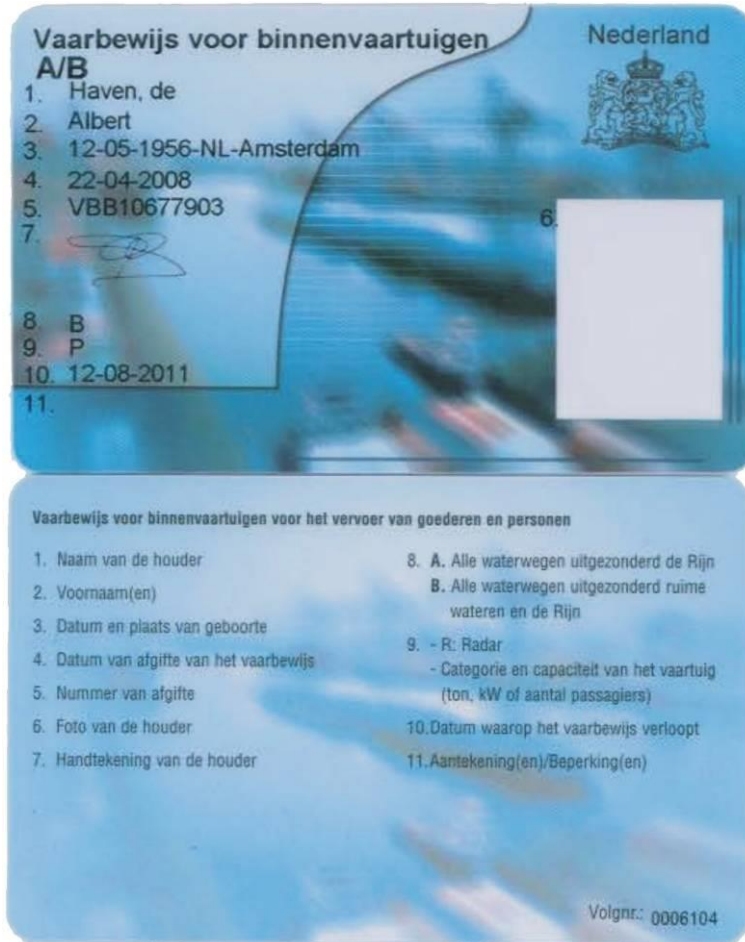 Vaarbewijs voor binnenvaartuigen
A/B
Nederland
1. Haven, de
2. Albert
3. 12-05-1956-NL-Amsterdam
4. 22-04-2008
5. VBB10677903
6.
7.
8. B
9. P
10. 12-08-2011
11.
Vaarbewijs voor binnenvaartuigen voor het vervoer van goederen en personen
1. Naam van de houder
2. Voornaam(en)
3. Datum en plaats van geboorte
4. Datum van afgifte van het vaarbewijs
5. Nummer van afgifte
6. Foto van de houder
7. Handtekening van de houder
8. A. Alle waterwegen uitgezonderd de Rijn
B. Alle waterwegen uitgezonderd ruime
wateren en de Rijn
9. - R: Radar
- Categorie en capaciteit van het vaartuig
(ton, kW of aantal passagiers)
10. Datum waarop het vaarbewijs verloopt
11. Aantekening(en)/Beperking(en)
Volgnr.: 0006104